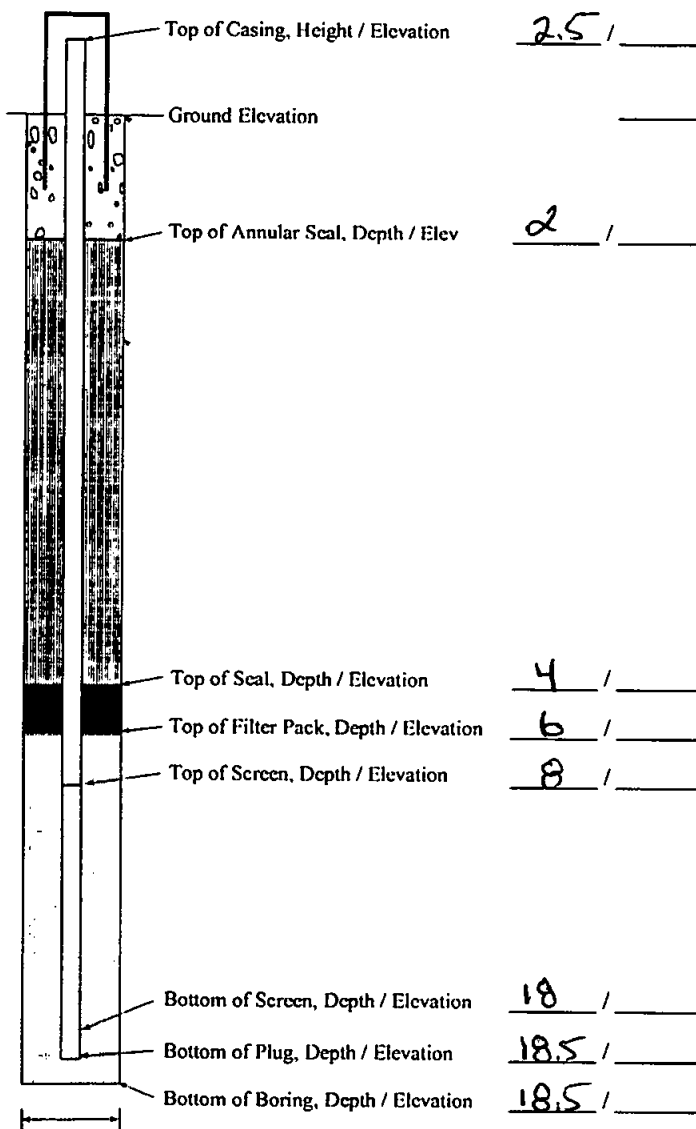 Top of Casing, Height / Elevation 2.5 /
Ground Elevation
Top of Annular Seal, Depth / Elev 2 /
Top of Seal, Depth / Elevation 4 /
Top of Filter Pack, Depth / Elevation 6 /
Top of Screen, Depth / Elevation 8 /
Bottom of Screen, Depth / Elevation 18 /
Bottom of Plug, Depth / Elevation 18.5 /
Bottom of Boring, Depth / Elevation 18.5 /